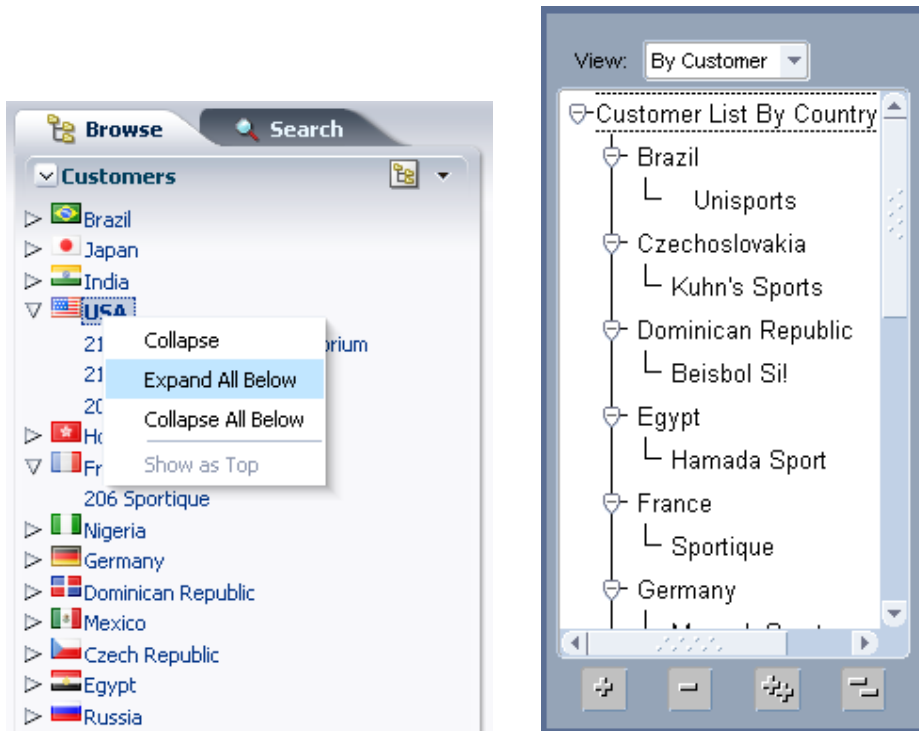 Browse
Search
Customers
Brazil
Japan
India
USA
Collapse
Expand All Below
Collapse All Below
Show as Top
206 Sportique
Nigeria
Germany
Dominican Republic
Mexico
Czech Republic
Egypt
Russia
View: By Customer
Customer List By Country
Brazil
Unisports
Czechoslovakia
Kuhn's Sports
Dominican Republic
Beisbol Si!
Egypt
Hamada Sport
France
Sportique
Germany